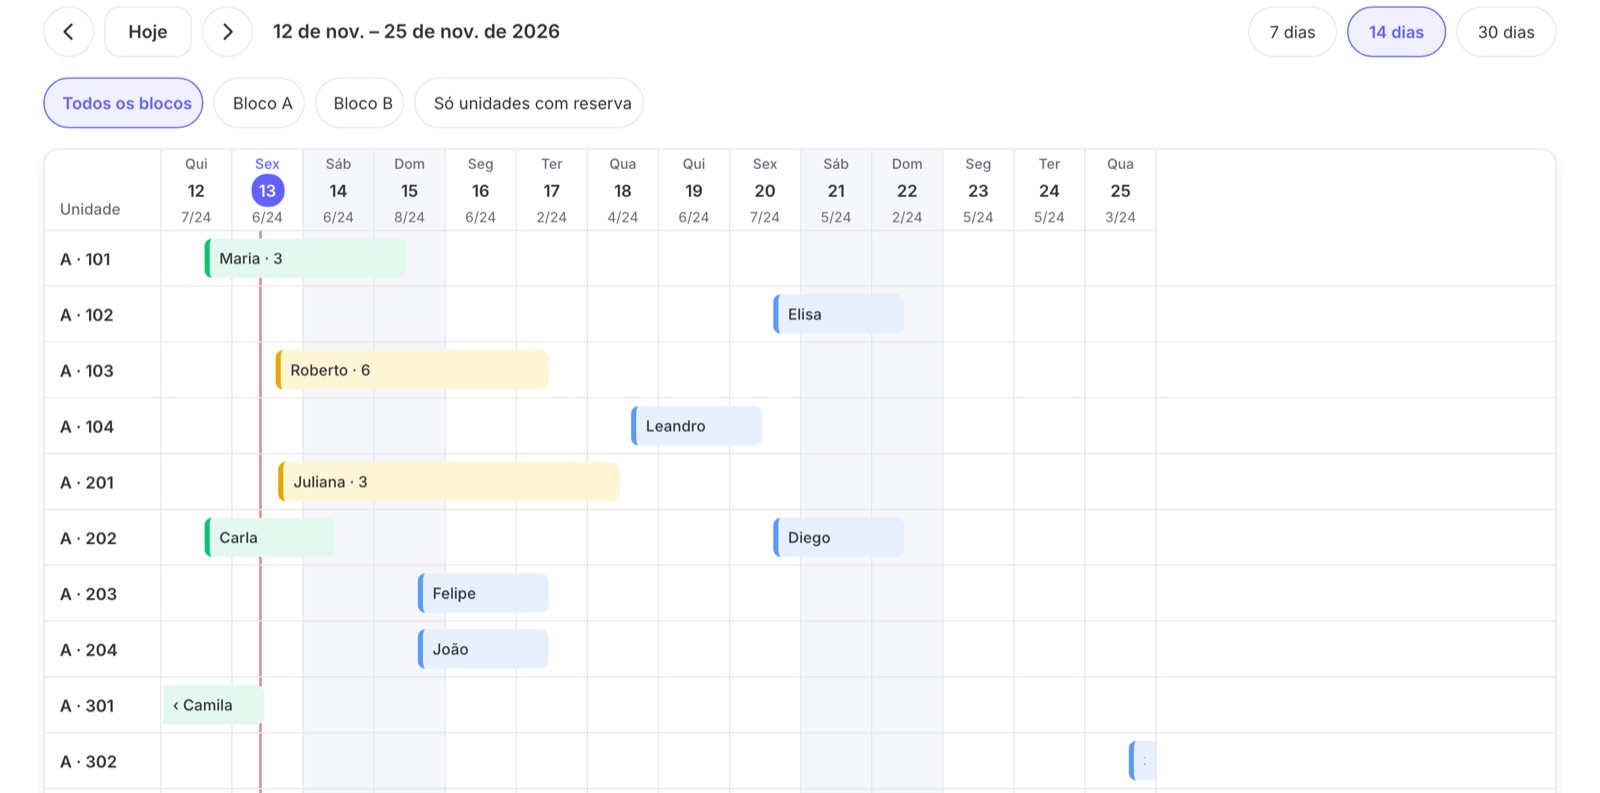 Hoje 12 de nov. – 25 de nov. de 2026 7 dias 14 dias 30 dias
Todos os blocos Bloco A Bloco B Só unidades com reserva
Qui Sex Sáb Dom Seg Ter Qua Qui Sex Sáb Dom Seg Ter Qua
12 13 14 15 16 17 18 19 20 21 22 23 24 25
Unidade 7/24 6/24 6/24 8/24 6/24 2/24 4/24 6/24 7/24 5/24 2/24 5/24 5/24 3/24
A · 101 Maria · 3
A · 102 Elisa
A · 103 Roberto · 6
A · 104 Leandro
A · 201 Juliana · 3
A · 202 Carla Diego
A · 203 Felipe
A · 204 João
A · 301 ‹ Camila
A · 302